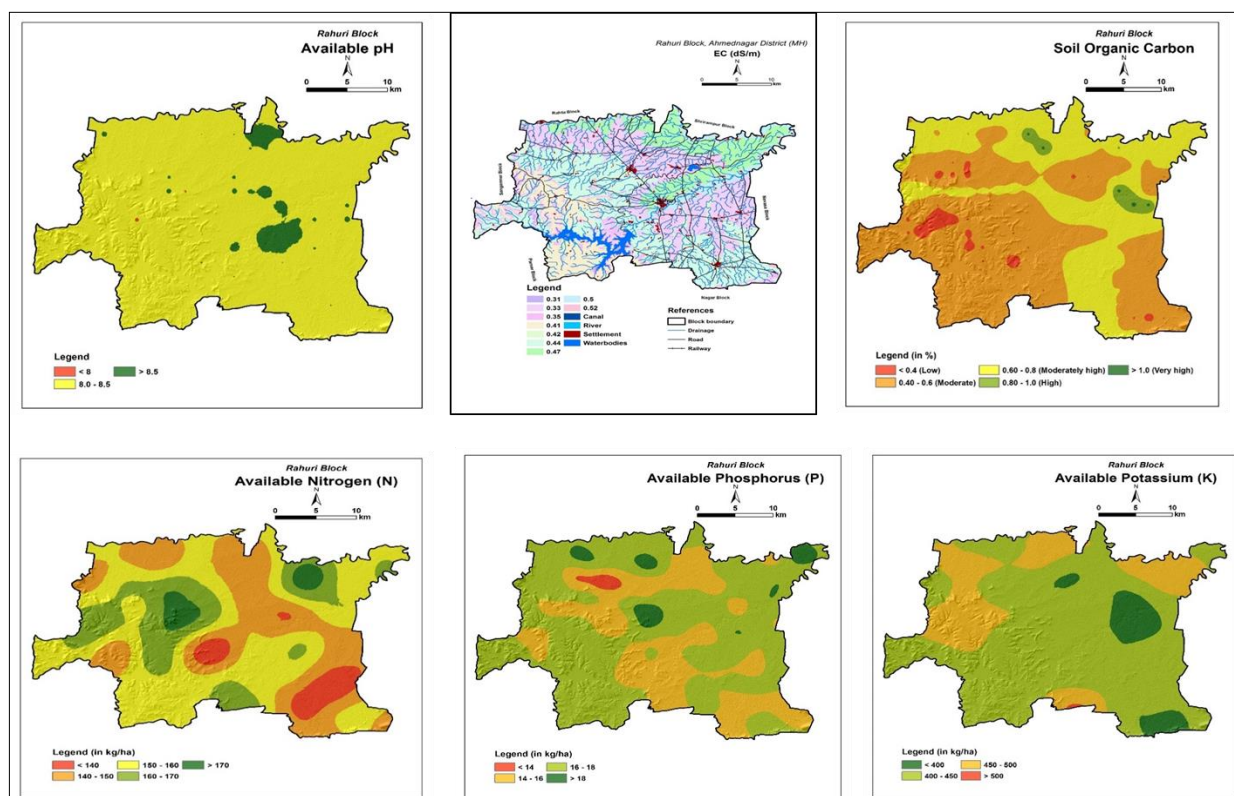 Rahuri Block
Available pH
N
0 5 10
km
Legend
< 8
> 8.5
8.0 - 8.5
Rahuri Block, Ahmednagar District (MH)
EC (dS/m)
N
0 5 10
km
Rahta Block
Shrirampur Block
Sangamner Block
Nevasa Block
Parner Block
Nagar Block
Legend
0.31
0.33
0.35
0.41
0.42
0.44
0.47
0.5
0.52
Canal
River
Settlement
Waterbodies
References
Block boundary
Drainage
Road
Railway
Rahuri Block
Soil Organic Carbon
N
0 5 10
km
Legend (in %)
< 0.4 (Low)
0.60 - 0.8 (Moderately high)
> 1.0 (Very high)
0.40 - 0.6 (Moderate)
0.80 - 1.0 (High)
Rahuri Block
Available Nitrogen (N)
N
0 5 10
km
Legend (in kg/ha)
< 140
150 - 160
> 170
140 - 150
160 - 170
Rahuri Block
Available Phosphorus (P)
N
0 5 10
km
Legend (in kg/ha)
< 14
16 - 18
14 - 16
> 18
Rahuri Block
Available Potassium (K)
N
0 5 10
km
Legend (in kg/ha)
< 400
450 - 500
400 - 450
> 500